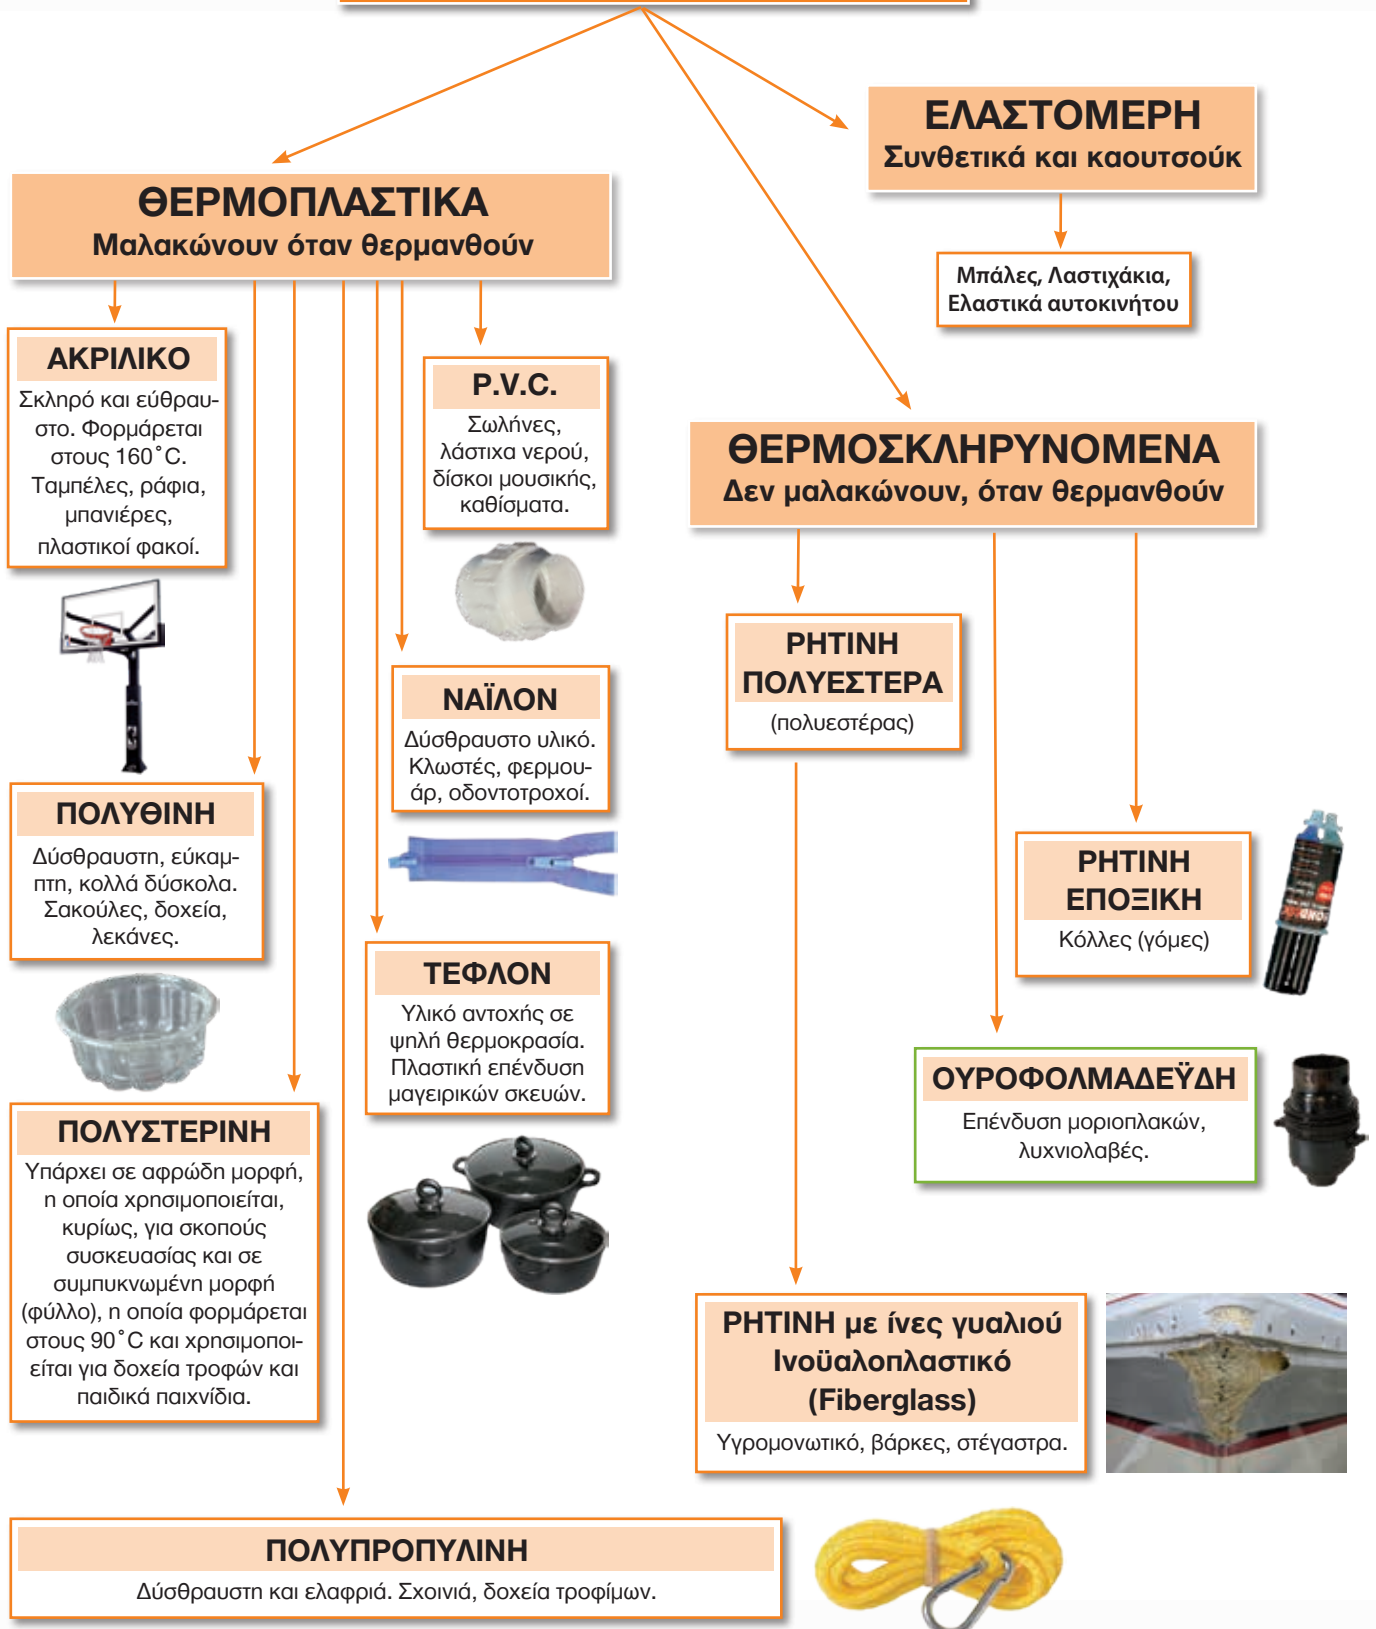 ΕΛΑΣΤΟΜΕΡΗ
Συνθετικά και καουτσούκ
Μπάλες, Λαστιχάκια,
Ελαστικά αυτοκινήτου
ΘΕΡΜΟΠΛΑΣΤΙΚΑ
Μαλακώνουν όταν θερμανθούν
ΑΚΡΙΛΙΚΟ
Σκληρό και εύθραυ-
στο. Φορμάρεται
στους 160°C.
Ταμπέλες, ράφια,
μπανιέρες,
πλαστικοί φακοί.
P.V.C.
Σωλήνες,
λάστιχα νερού,
δίσκοι μουσικής,
καθίσματα.
ΝΑΪΛΟΝ
Δύσθραυστο υλικό.
Κλωστές, φερμου-
άρ, οδοντοτροχοί.
ΠΟΛΥΘΙΝΗ
Δύσθραυστη, εύκαμ-
πτη, κολλά δύσκολα.
Σακούλες, δοχεία,
λεκάνες.
ΤΕΦΛΟΝ
Υλικό αντοχής σε
ψηλή θερμοκρασία.
Πλαστική επένδυση
μαγειρικών σκευών.
ΠΟΛΥΣΤΕΡΙΝΗ
Υπάρχει σε αφρώδη μορφή,
η οποία χρησιμοποιείται,
κυρίως, για σκοπούς
συσκευασίας και σε
συμπυκνωμένη μορφή
(φύλλο), η οποία φορμάρεται
στους 90°C και χρησιμοποι-
είται για δοχεία τροφών και
παιδικά παιχνίδια.
ΠΟΛΥΠΡΟΠΥΛΙΝΗ
Δύσθραυστη και ελαφριά. Σχοινιά, δοχεία τροφίμων.
ΘΕΡΜΟΣΚΛΗΡΥΝΟΜΕΝΑ
Δεν μαλακώνουν, όταν θερμανθούν
ΡΗΤΙΝΗ
ΠΟΛΥΕΣΤΕΡΑ
(πολυεστέρας)
ΡΗΤΙΝΗ
ΕΠΟΞΙΚΗ
Κόλλες (γόμες)
ΟΥΡΟΦΟΛΜΑΔΕΫΔΗ
Επένδυση μοριοπλακών,
λυχνιολαβές.
ΡΗΤΙΝΗ με ίνες γυαλιού
Ινοϋαλοπλαστικό
(Fiberglass)
Υγρομονωτικό, βάρκες, στέγαστρα.